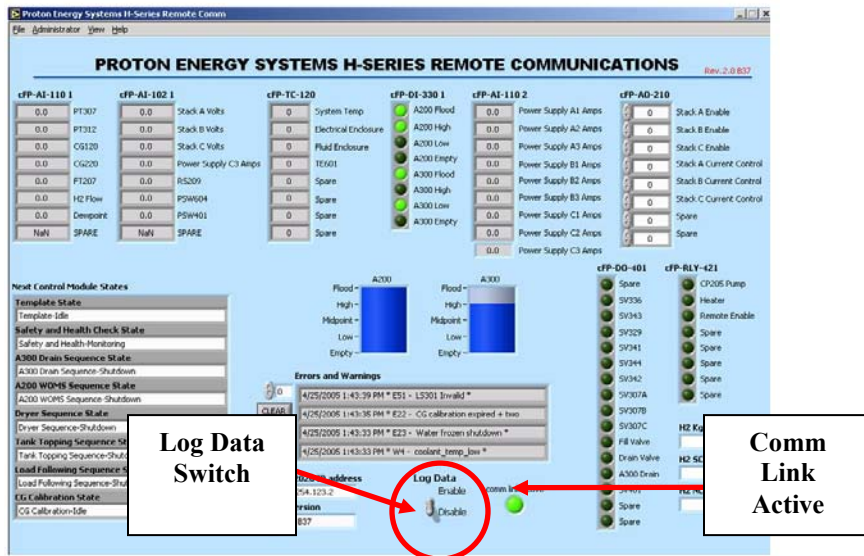 Proton Energy Systems H-Series Remote Comm
File Administrator View Help
PROTON ENERGY SYSTEMS H-SERIES REMOTE COMMUNICATIONS
Rev.2.0 B37
cFP-AI-110 1
0.0 PT307
0.0 PT312
0.0 CG120
0.0 CG220
0.0 FT207
0.0 H2 Flow
0.0 Dewpoint
NaN SPARE
cFP-AI-102 1
0.0 Stack A Volts
0.0 Stack B Volts
0.0 Stack C Volts
0.0 Power Supply C3 Amps
0.0 RS209
0.0 PSW604
0.0 PSW401
NaN SPARE
cFP-TC-120
0 System Temp
0 Electrical Enclosure
0 Fluid Enclosure
0 TE601
0 Spare
0 Spare
0 Spare
0 Spare
cFP-DI-330 1
A200 Flood
A200 High
A200 Low
A200 Empty
A300 Flood
A300 High
A300 Low
A300 Empty
cFP-AI-110 2
0.0 Power Supply A1 Amps
0.0 Power Supply A2 Amps
0.0 Power Supply A3 Amps
0.0 Power Supply B1 Amps
0.0 Power Supply B2 Amps
0.0 Power Supply B3 Amps
0.0 Power Supply C1 Amps
0.0 Power Supply C2 Amps
0.0 Power Supply C3 Amps
cFP-AO-210
0 Stack A Enable
0 Stack B Enable
0 Stack C Enable
0 Stack A Current Control
0 Stack B Current Control
0 Stack C Current Control
0 Spare
0 Spare
Next Control Module States
Template State
Template-Idle
Safety and Health Check State
Safety and Health-Monitoring
A300 Drain Sequence State
A300 Drain Sequence-Shutdown
A200 WOMS Sequence State
A200 WOMS Sequence-Shutdown
Dryer Sequence State
Dryer Sequence-Shutdown
Tank Topping Sequence
Tank Topping Sequence-Shutd
Load Following Sequence S
Load Following Sequence-Shu
CG Calibration State
CG Calibration-Idle
A200
Flood
High
Midpoint
Low
Empty
A300
Flood
High
Midpoint
Low
Empty
Errors and Warnings
0
CLEAR
4/25/2005 1:43:39 PM * E51 - LS301 Invalid *
4/25/2005 1:43:35 PM * E22 - CG calibration expired + two
4/25/2005 1:43:33 PM * E23 - Water frozen shutdown *
4/25/2005 1:43:33 PM * W4 - coolant_temp_low *
address
254.123.2
ersion
B37
Log Data
Enable
Disable
comm lin
cFP-DO-401
Spare
SV336
SV343
SV329
SV341
SV344
SV342
SV307A
SV307B
SV307C
Fill Valve
Drain Valve
A300 Drain
Spare
Spare
cFP-RLY-421
CP205 Pump
Heater
Remote Enable
Spare
Spare
Spare
Spare
Spare
H2 Kg
H2 SC
Log Data
Switch
Comm
Link
Active